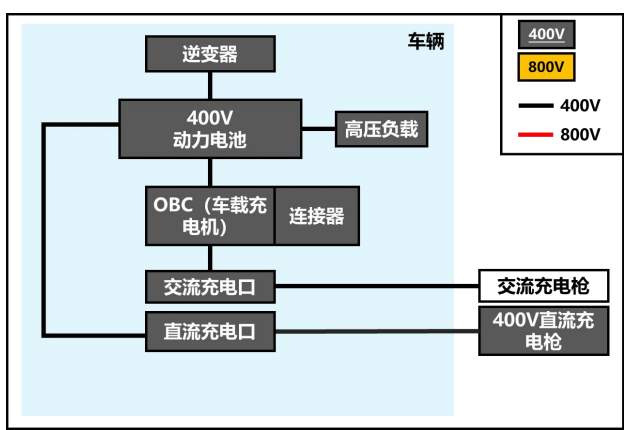 车辆
400V
800V
400V
800V
逆变器
400V
动力电池
高压负载
OBC（车载充
电机）
连接器
交流充电口
交流充电枪
直流充电口
400V直流充
电枪